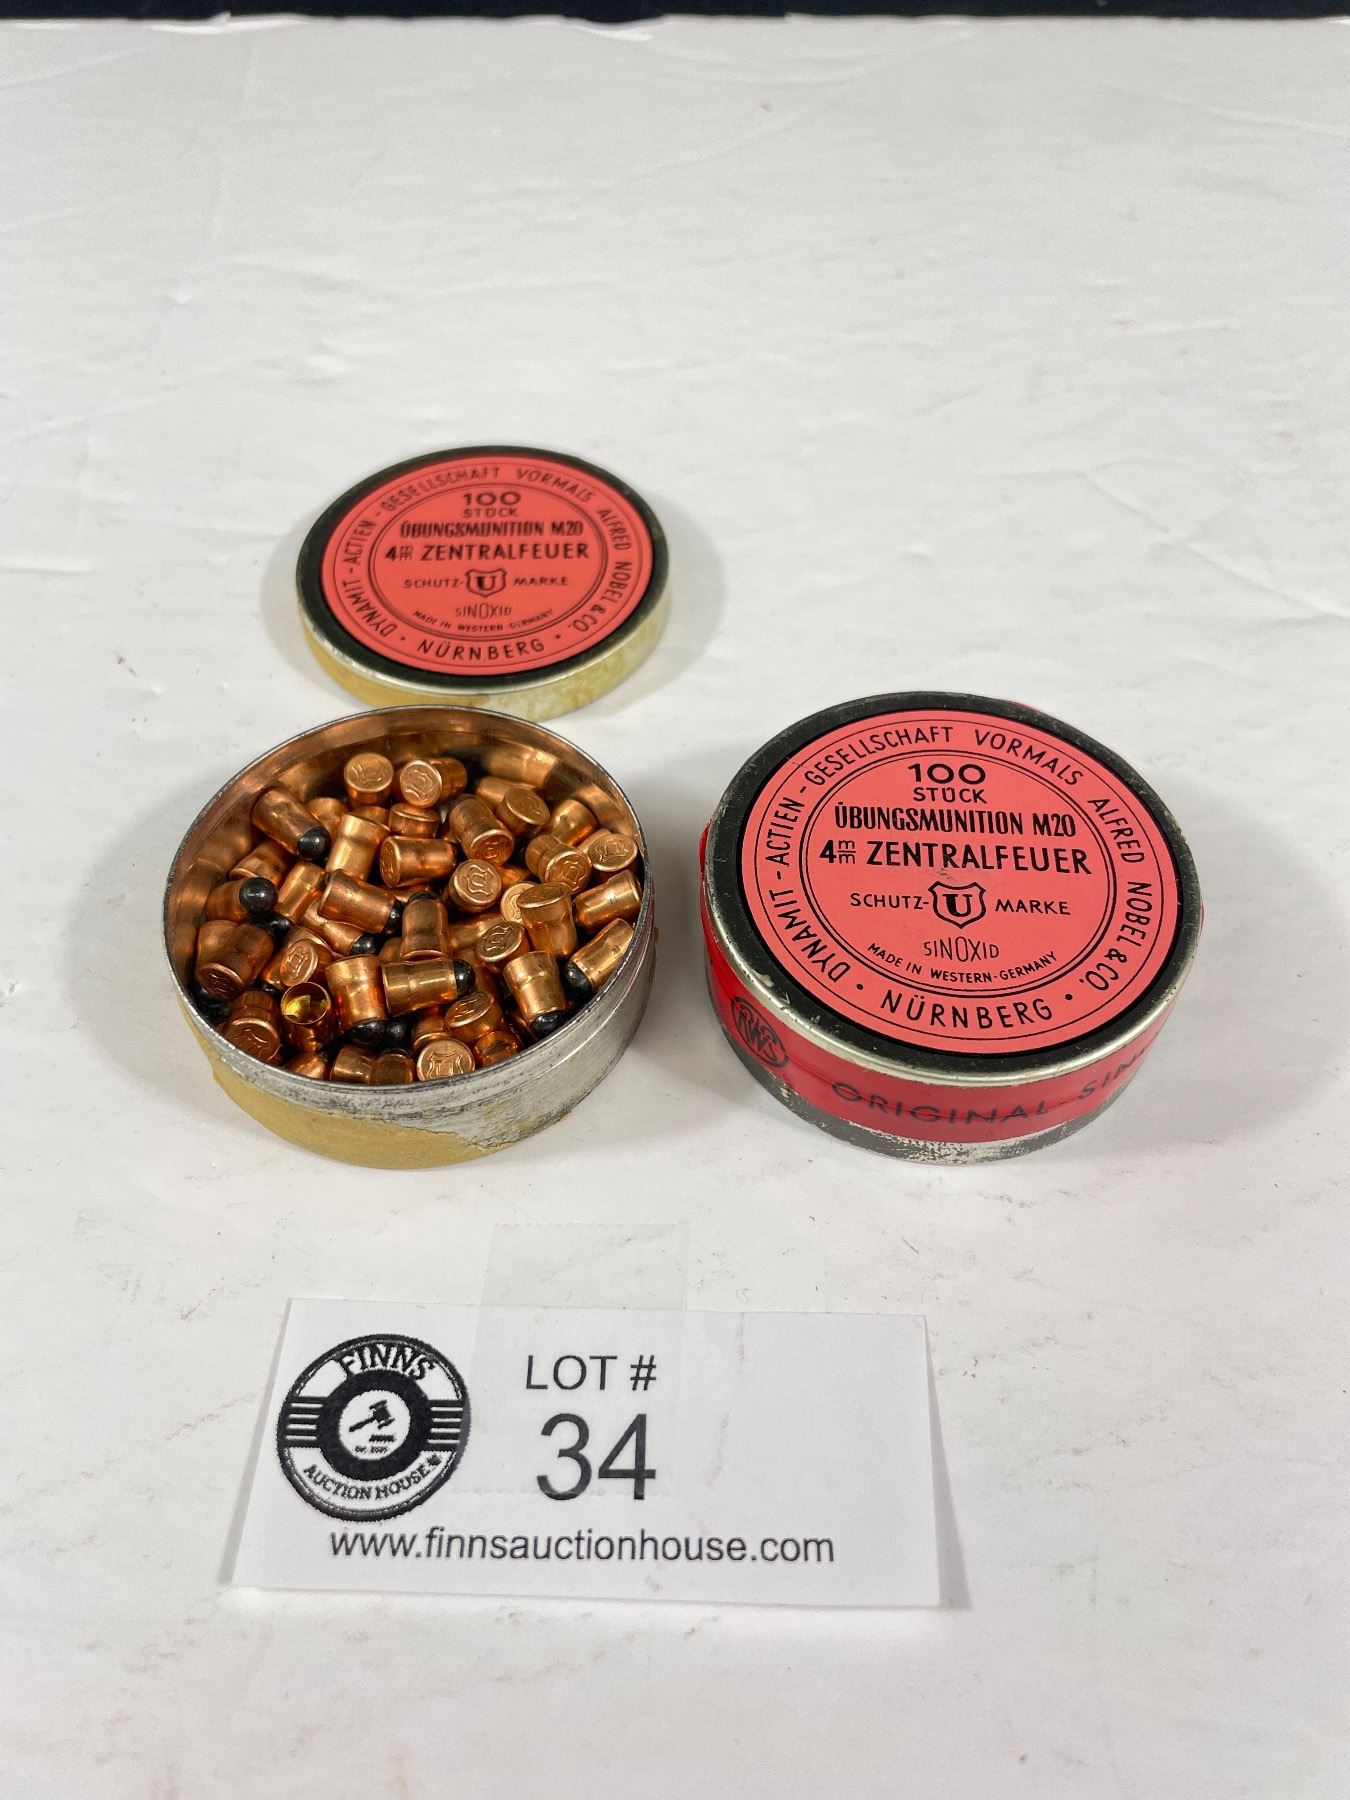 DYNAMIT-ACTIEN-GESELLSCHAFT VORMALS ALFRED NOBEL & CO.
100
STÜCK
ÜBUNGSMUNITION M20
4mm ZENTRALFEUER
SCHUTZ-U MARKE
SINOXID
MADE IN WESTERN-GERMANY
• NÜRNBERG •
DYNAMIT-ACTIEN-GESELLSCHAFT VORMALS ALFRED NOBEL & CO.
100
STÜCK
ÜBUNGSMUNITION M20
4mm ZENTRALFEUER
SCHUTZ-U MARKE
SINOXID
MADE IN WESTERN-GERMANY
• NÜRNBERG •
RWS
ORIGINAL-
FINNS
AUCTION HOUSE
LOT #
34
www.finnsauctionhouse.com